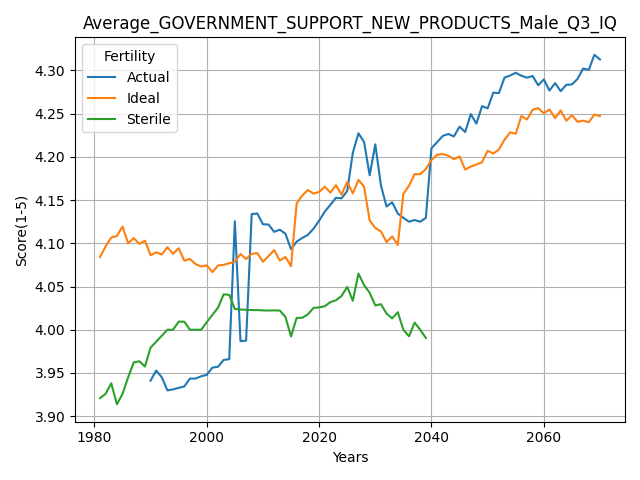 Average_GOVERNMENT_SUPPORT_NEW_PRODUCTS_Male_Q3_IQ
Fertility
Actual
Ideal
Sterile
Score(1-5)
4.30
4.25
4.20
4.15
4.10
4.05
4.00
3.95
3.90
1980
2000
2020
2040
2060
Years